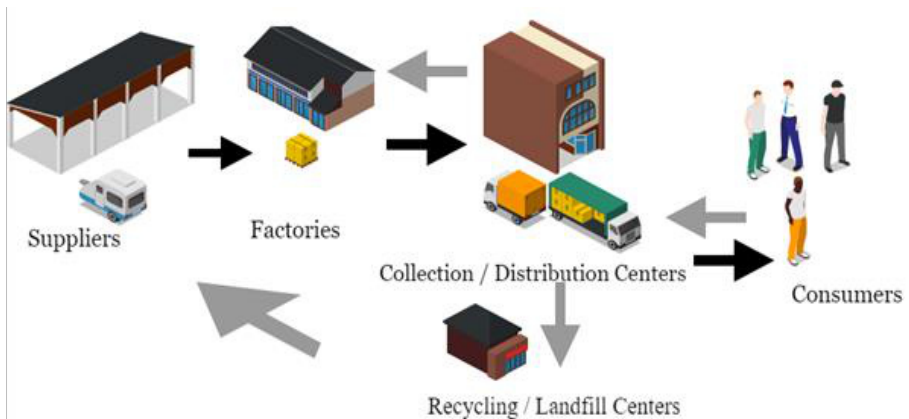 Suppliers
Factories
Collection / Distribution Centers
Consumers
Recycling / Landfill Centers